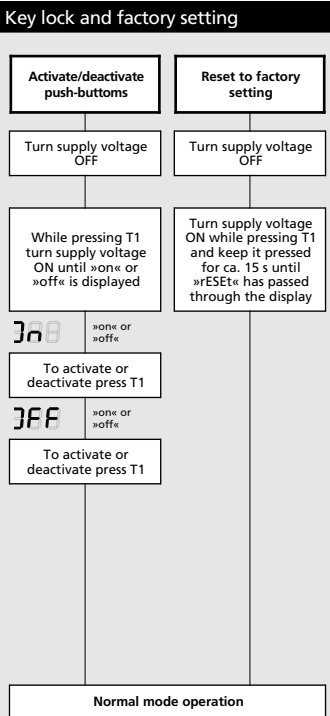 Key lock and factory setting
Activate/deactivate
push-buttoms
Turn supply voltage
OFF
While pressing T1
turn supply voltage
ON until »on« or
»off« is displayed
»on« or
»off«
To activate or
deactivate press T1
»on« or
»off«
To activate or
deactivate press T1
Reset to factory
setting
Turn supply voltage
OFF
Turn supply voltage
ON while pressing T1
and keep it pressed
for ca. 15 s until
»rESEt« has passed
through the display
Normal mode operation